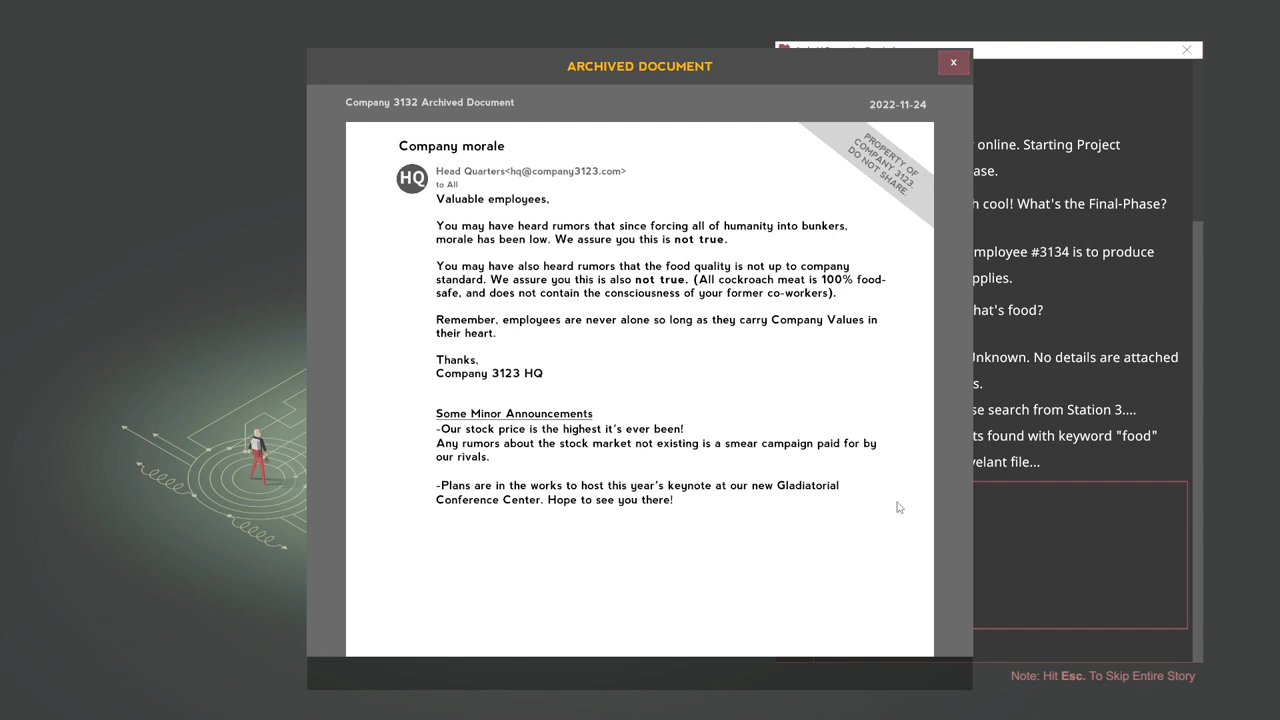 ARCHIVED DOCUMENT
x
Company 3132 Archived Document
2022-11-24
PROPERTY OF
COMPANY 3123.
DO NOT SHARE.
Company morale
HQ
Head Quarters<hq@company3123.com>
to All
Valuable employees,
You may have heard rumors that since forcing all of humanity into bunkers,
morale has been low. We assure you this is not true.
You may have also heard rumors that the food quality is not up to company
standard. We assure you this is also not true. (All cockroach meat is 100% food-
safe, and does not contain the consciousness of your former co-workers).
Remember, employees are never alone so long as they carry Company Values in
their heart.
Thanks,
Company 3123 HQ
Some Minor Announcements
-Our stock price is the highest it's ever been!
Any rumors about the stock market not existing is a smear campaign paid for by
our rivals.
-Plans are in the works to host this year's keynote at our new Gladiatorial
Conference Center. Hope to see you there!
online. Starting Project
ase.
h cool! What's the Final-Phase?
mployee #3134 is to produce
pplies.
hat's food?
Unknown. No details are attached
s.
se search from Station 3....
ts found with keyword "food"
velant file...
Note: Hit Esc. To Skip Entire Story